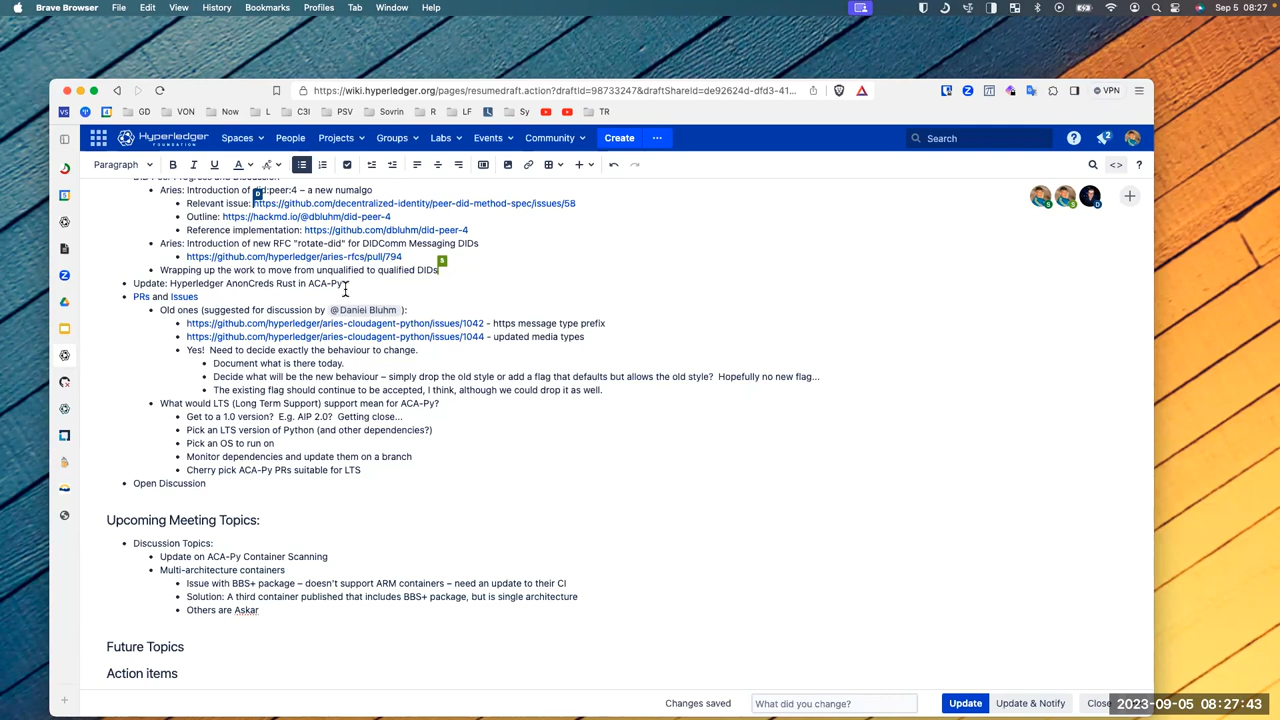 Brave Browser File Edit View History Bookmarks Profiles Tab Window Help Sep 5 08:27
https://wiki.hyperledger.org/pages/resumedraft.action?draftId=98733247&draftShareId=de92624d-dfd3-41... VPN
GD VON Now L C3I PSV Sovrin R LF Sy TR
HYPERLEDGER FOUNDATION Spaces People Projects Groups Labs Events Community Create ··· Search 2
Paragraph B I U A
Aries: Introduction of did:peer:4 – a new numalgo
Relevant issue: https://github.com/decentralized-identity/peer-did-method-spec/issues/58
Outline: https://hackmd.io/@dbluhm/did-peer-4
Reference implementation: https://github.com/dbluhm/did-peer-4
Aries: Introduction of new RFC "rotate-did" for DIDComm Messaging DIDs
https://github.com/hyperledger/aries-rfcs/pull/794
Wrapping up the work to move from unqualified to qualified DIDs
Update: Hyperledger AnonCreds Rust in ACA-Py
PRs and Issues
Old ones (suggested for discussion by @Daniel Bluhm ):
https://github.com/hyperledger/aries-cloudagent-python/issues/1042 - https message type prefix
https://github.com/hyperledger/aries-cloudagent-python/issues/1044 - updated media types
Yes! Need to decide exactly the behaviour to change.
Document what is there today.
Decide what will be the new behaviour – simply drop the old style or add a flag that defaults but allows the old style? Hopefully no new flag...
The existing flag should continue to be accepted, I think, although we could drop it as well.
What would LTS (Long Term Support) support mean for ACA-Py?
Get to a 1.0 version? E.g. AIP 2.0? Getting close...
Pick an LTS version of Python (and other dependencies?)
Pick an OS to run on
Monitor dependencies and update them on a branch
Cherry pick ACA-Py PRs suitable for LTS
Open Discussion
Upcoming Meeting Topics:
Discussion Topics:
Update on ACA-Py Container Scanning
Multi-architecture containers
Issue with BBS+ package – doesn't support ARM containers – need an update to their CI
Solution: A third container published that includes BBS+ package, but is single architecture
Others are Askar
Future Topics
Action items
Changes saved What did you change? Update Update & Notify Close
2023-09-05 08:27:43